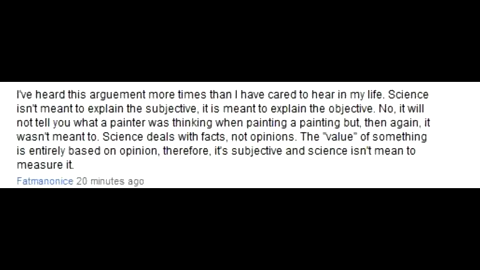 I've heard this arguement more times than I have cared to hear in my life. Science
isn't meant to explain the subjective, it is meant to explain the objective. No, it will
not tell you what a painter was thinking when painting a painting but, then again, it
wasn't meant to. Science deals with facts, not opinions. The "value" of something
is entirely based on opinion, therefore, it's subjective and science isn't mean to
measure it.
Fatmanonice 20 minutes ago